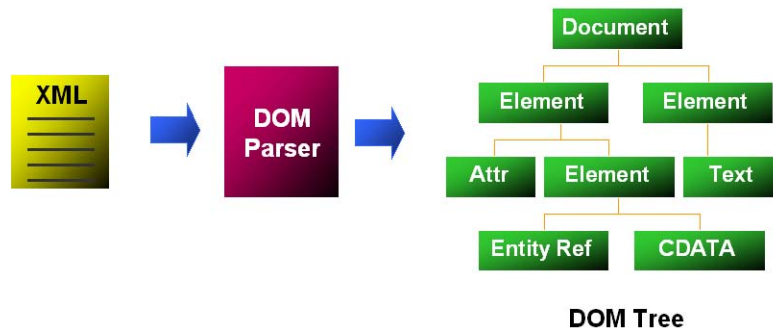 XML
DOM
Parser
Document
Element
Element
Attr
Element
Text
Entity Ref
CDATA
DOM Tree